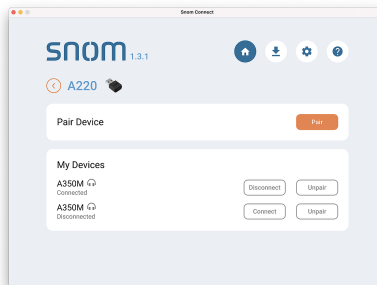 Snom Connect
snom 1.3.1
A220
Pair Device
Pair
My Devices
A350M
Connected
Disconnect
Unpair
A350M
Disconnected
Connect
Unpair